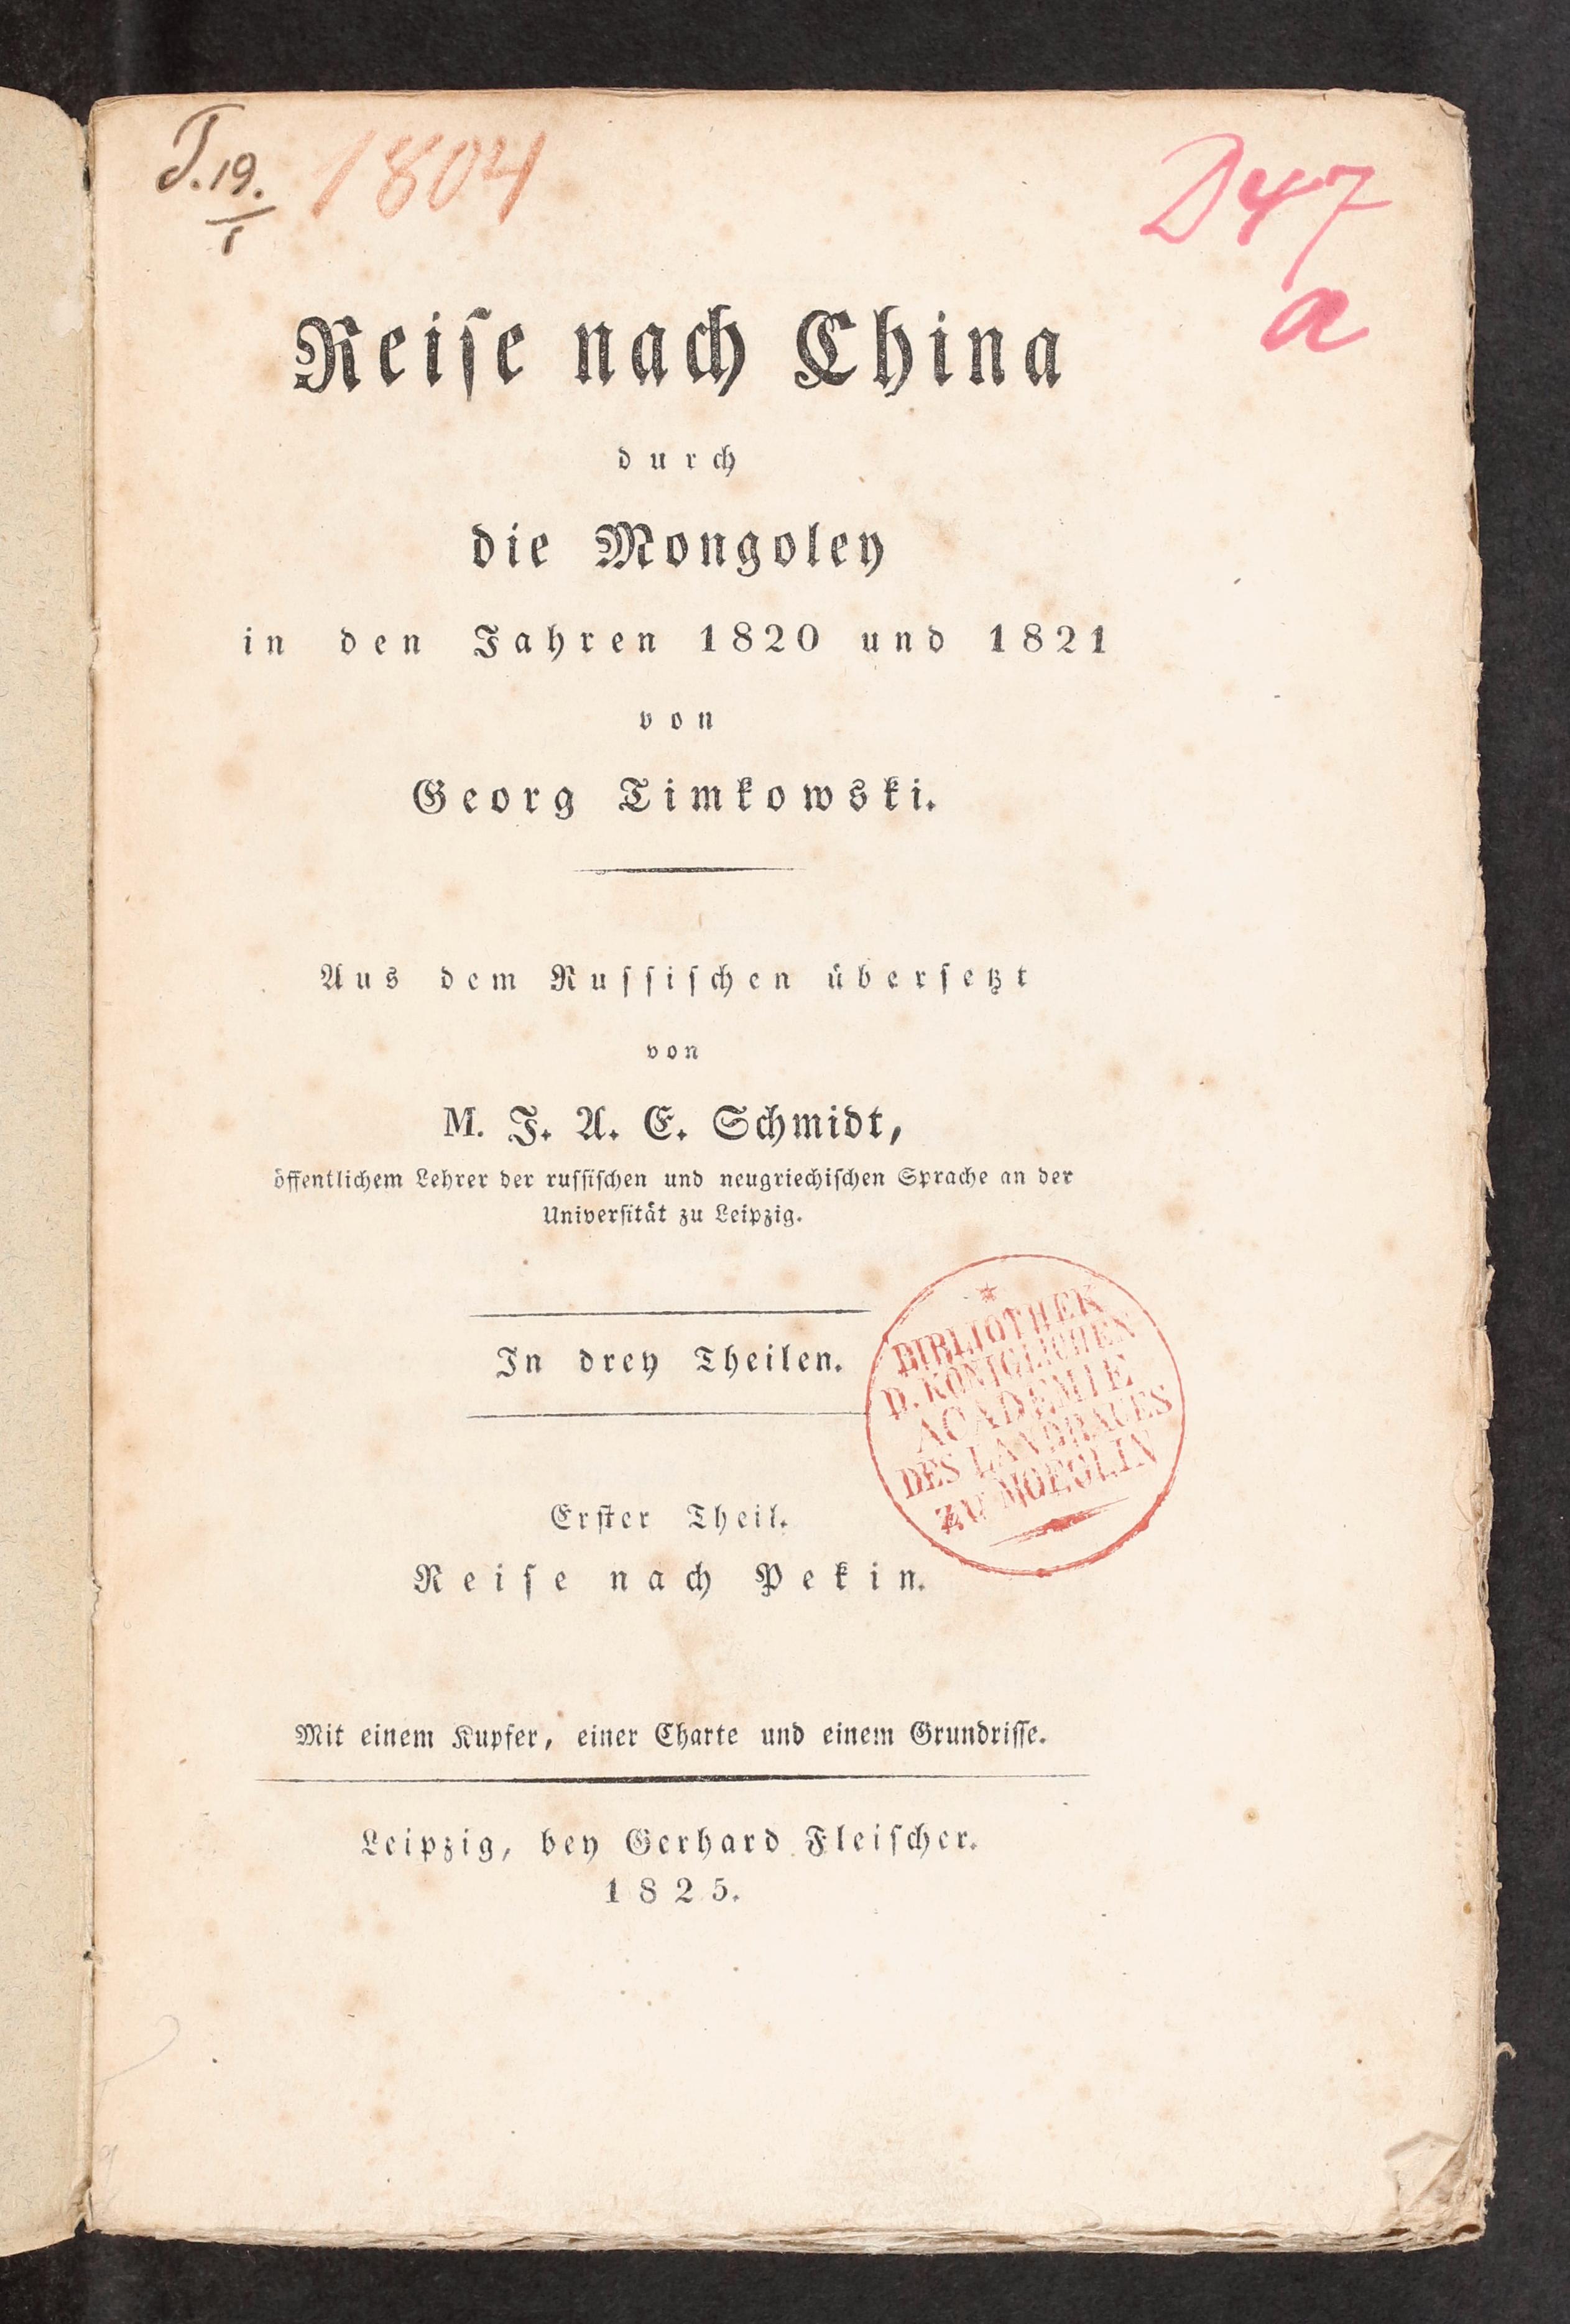 T. 19. 1804
I
D47
a
Reiſe nach China
durch
die Mongoley
in den Jahren 1820 und 1821
von
Georg Timkowski.
Aus dem Ruſſiſchen überſetzt
von
M. J. A. E. Schmidt,
öffentlichem Lehrer der ruſſiſchen und neugriechiſchen Sprache an der
Univerſität zu Leipzig.
In drey Theilen.
BIBLIOTHEK
D. KÖNIGLICHEN
ACADEMIE
DES LANDBAUES
ZU MOEGLIN
Erſter Theil.
Reiſe nach Pekin.
Mit einem Kupfer, einer Charte und einem Grundriſſe.
Leipzig, bey Gerhard Fleiſcher.
1825.